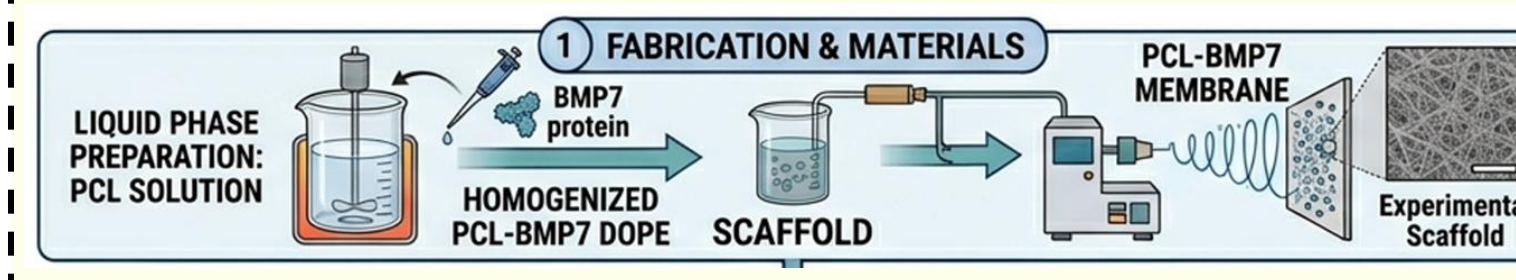 1 FABRICATION & MATERIALS
LIQUID PHASE
PREPARATION:
PCL SOLUTION
BMP7
protein
HOMOGENIZED
PCL-BMP7 DOPE
SCAFFOLD
PCL-BMP7
MEMBRANE
Experimenta
Scaffold